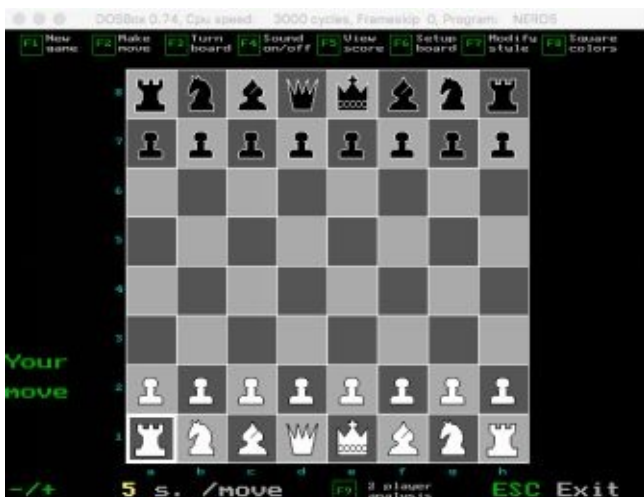 DOSBox 0.74, Cpu speed: 3000 cycles, Frameskip 0, Program: NERDS
F1 New game F2 Make move F3 Turn board F4 Sound on/off F5 View score F6 Setup board F7 Modify style F8 Square colors
8
7
6
5
4
3
Your
move
2
1
a b c d e f g h
-/+ 5 s. /move F9 2 player analysis ESC Exit